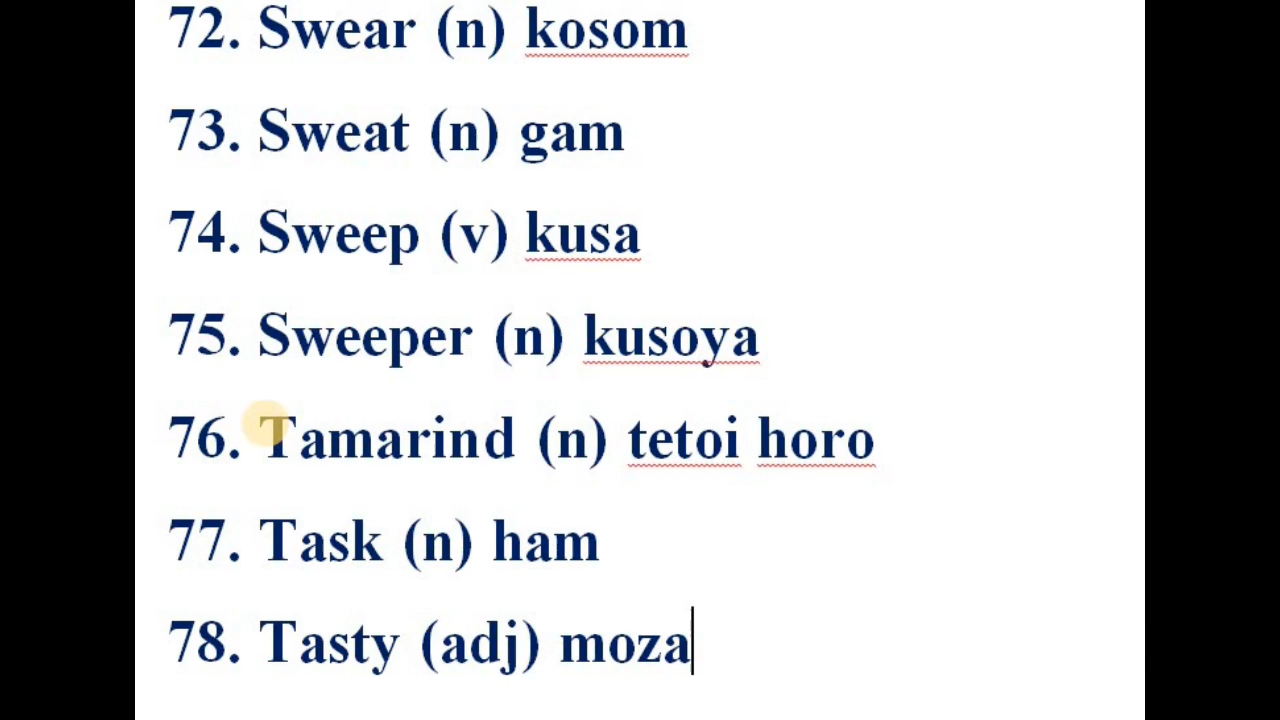 72. Swear (n) kosom
73. Sweat (n) gam
74. Sweep (v) kusa
75. Sweeper (n) kusoya
76. Tamarind (n) tetoi horo
77. Task (n) ham
78. Tasty (adj) moza